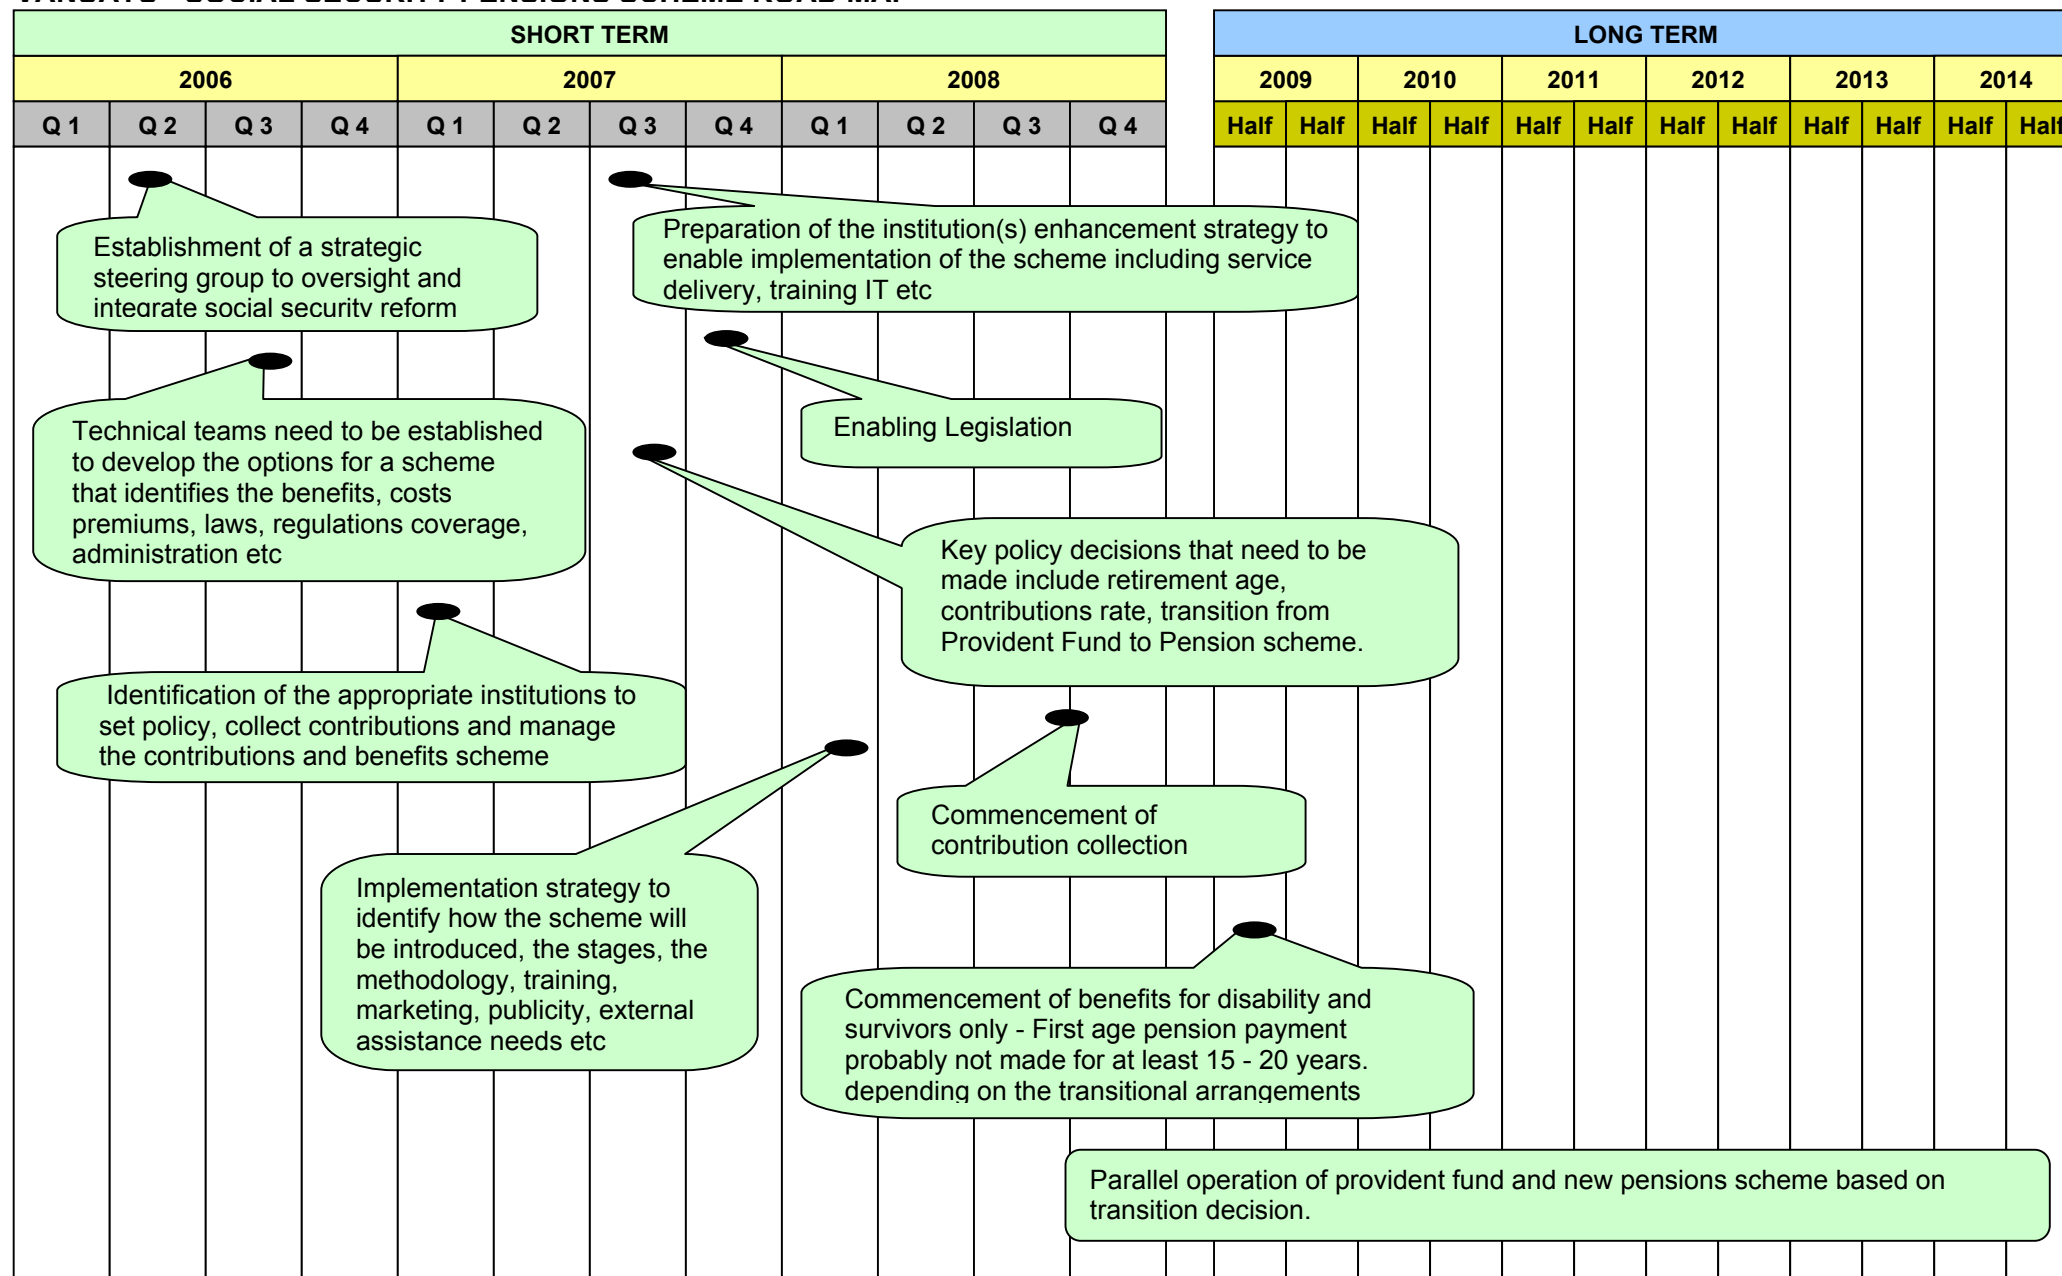 VANUATU - SOCIAL SECURITY PENSIONS SCHEME ROAD MAP
SHORT TERM
LONG TERM
2006
2007
2008
2009
2010
2011
2012
2013
2014
Q 1
Q 2
Q 3
Q 4
Q 1
Q 2
Q 3
Q 4
Q 1
Q 2
Q 3
Q 4
Half
Half
Half
Half
Half
Half
Half
Half
Half
Half
Half
Half
Establishment of a strategic
steering group to oversight and
integrate social security reform
Preparation of the institution(s) enhancement strategy to
enable implementation of the scheme including service
delivery, training IT etc
Technical teams need to be established
to develop the options for a scheme
that identifies the benefits, costs
premiums, laws, regulations coverage,
administration etc
Enabling Legislation
Key policy decisions that need to be
made include retirement age,
contributions rate, transition from
Provident Fund to Pension scheme.
Identification of the appropriate institutions to
set policy, collect contributions and manage
the contributions and benefits scheme
Commencement of
contribution collection
Implementation strategy to
identify how the scheme will
be introduced, the stages, the
methodology, training,
marketing, publicity, external
assistance needs etc
Commencement of benefits for disability and
survivors only - First age pension payment
probably not made for at least 15 - 20 years.
depending on the transitional arrangements
Parallel operation of provident fund and new pensions scheme based on
transition decision.